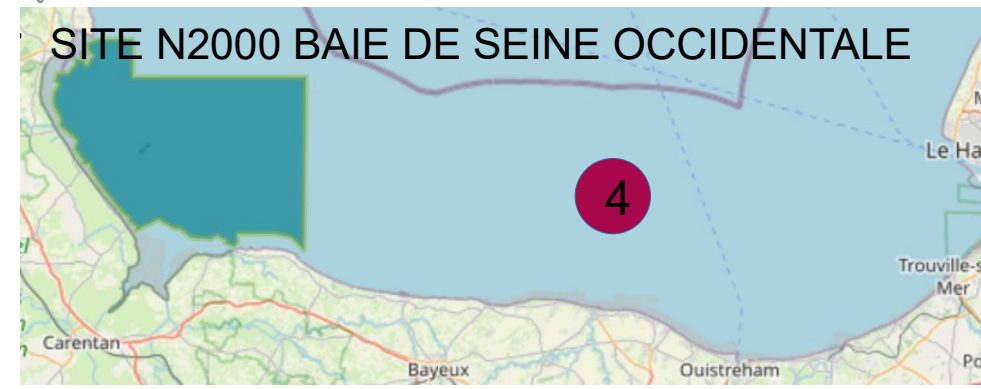 SITE N2000 BAIE DE SEINE OCCIDENTALE
Le Ha
4
Trouville-s
Mer
Carentan
Bayeux
Ouistreham
Po